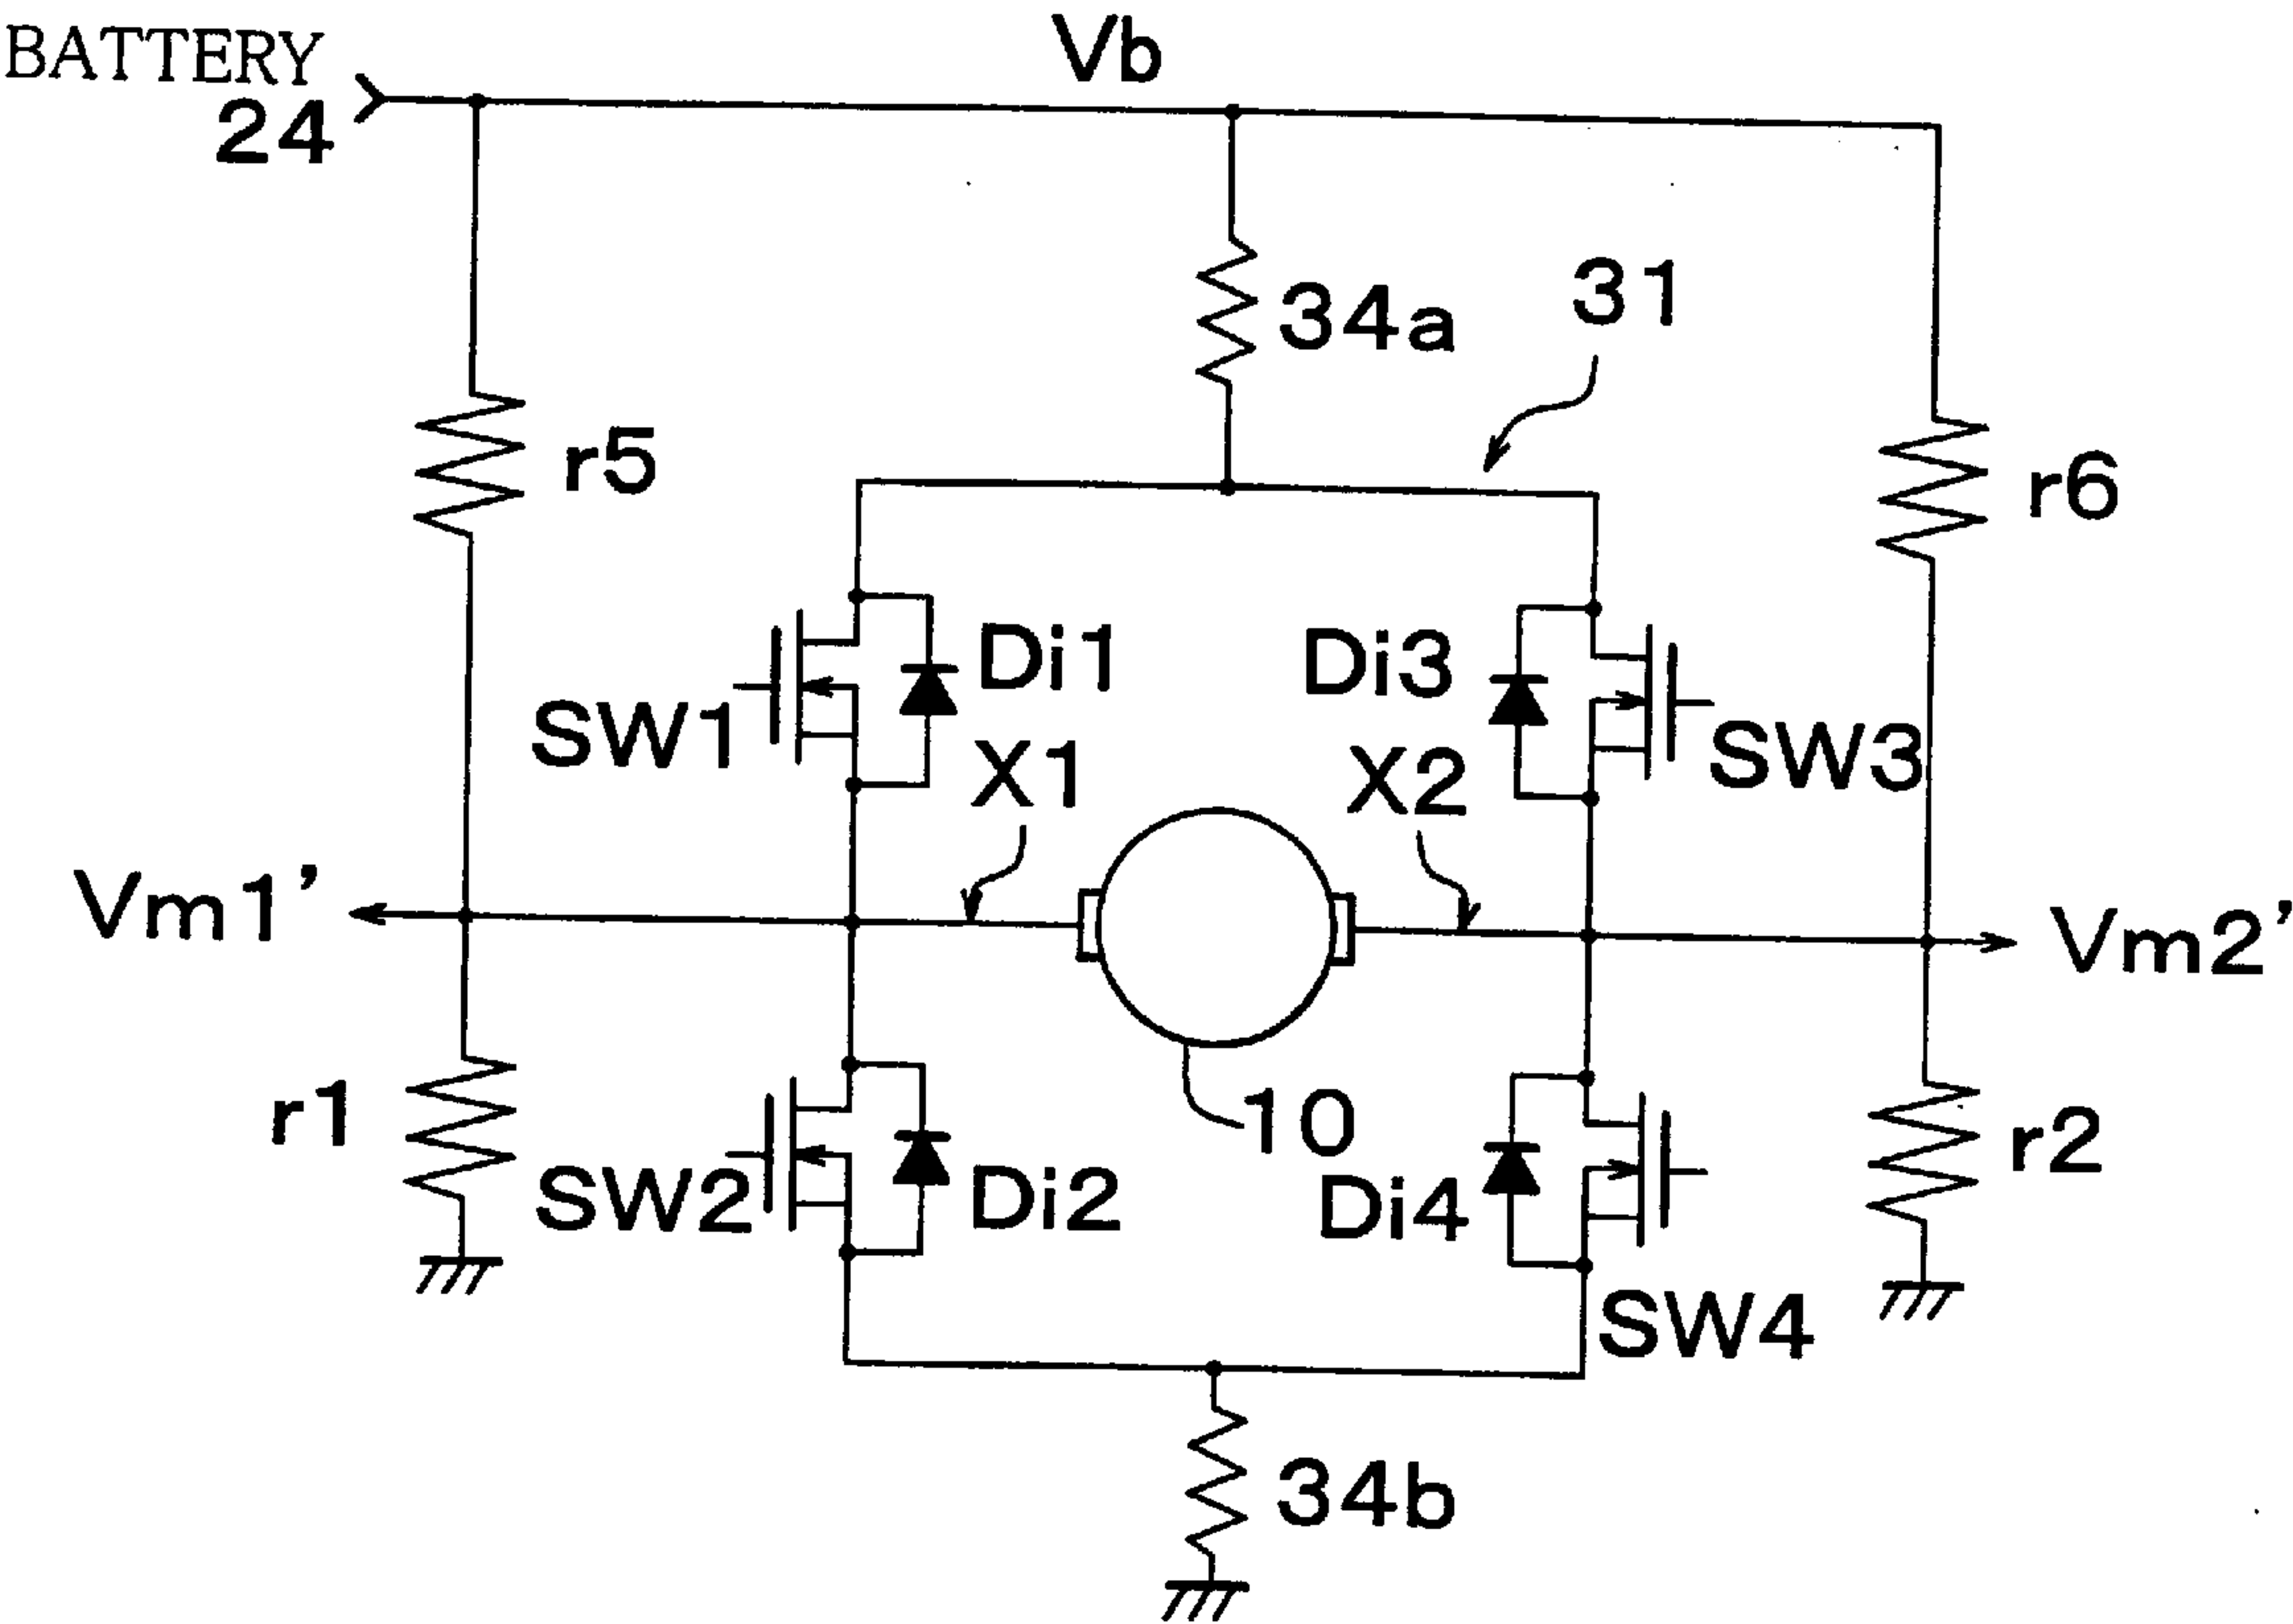 BATTERY
24
Vb
34a
31
r5
r6
Di1
Di3
SW1
SW3
X1
X2
Vm1’
Vm2’
r1
10
r2
SW2
Di2
Di4
SW4
34b